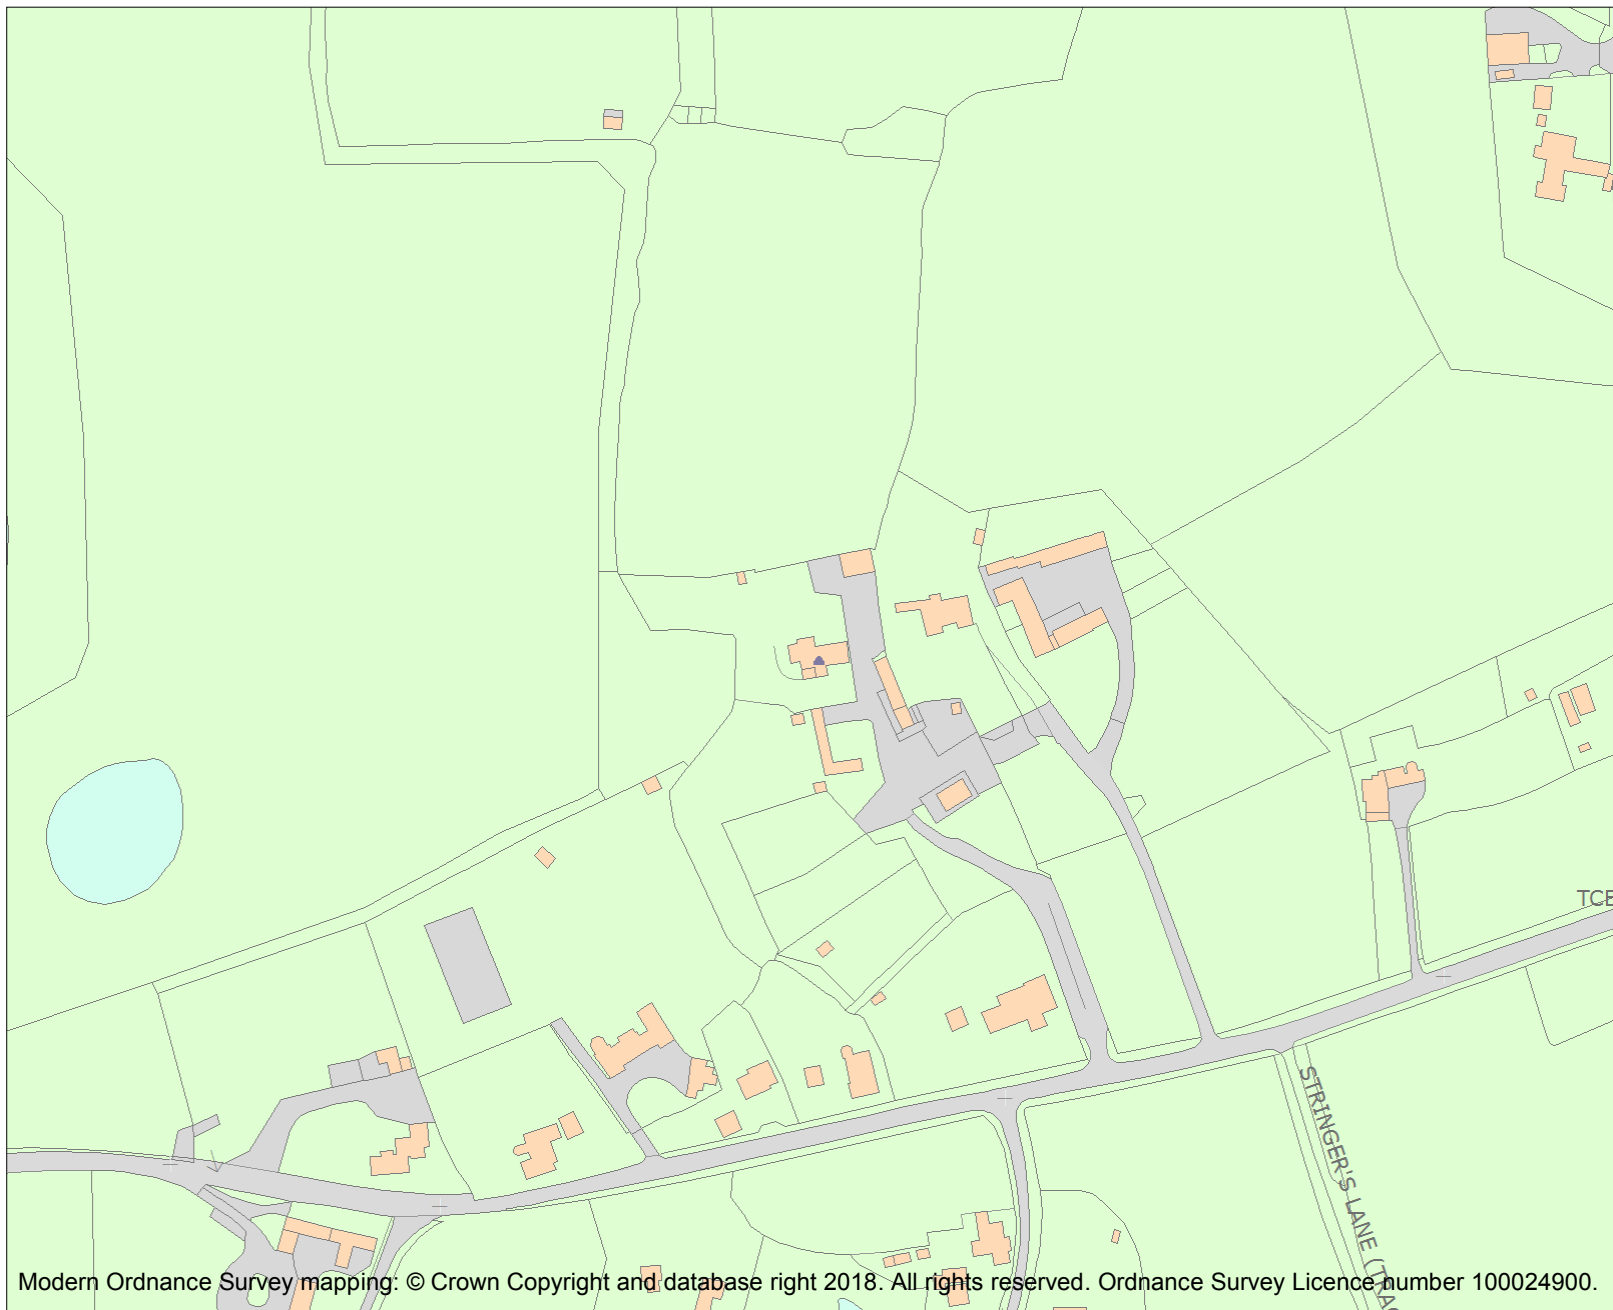 TCB
STRINGER'S LANE (TRAC
Modern Ordnance Survey mapping: © Crown Copyright and database right 2018. All rights reserved. Ordnance Survey Licence number 100024900.